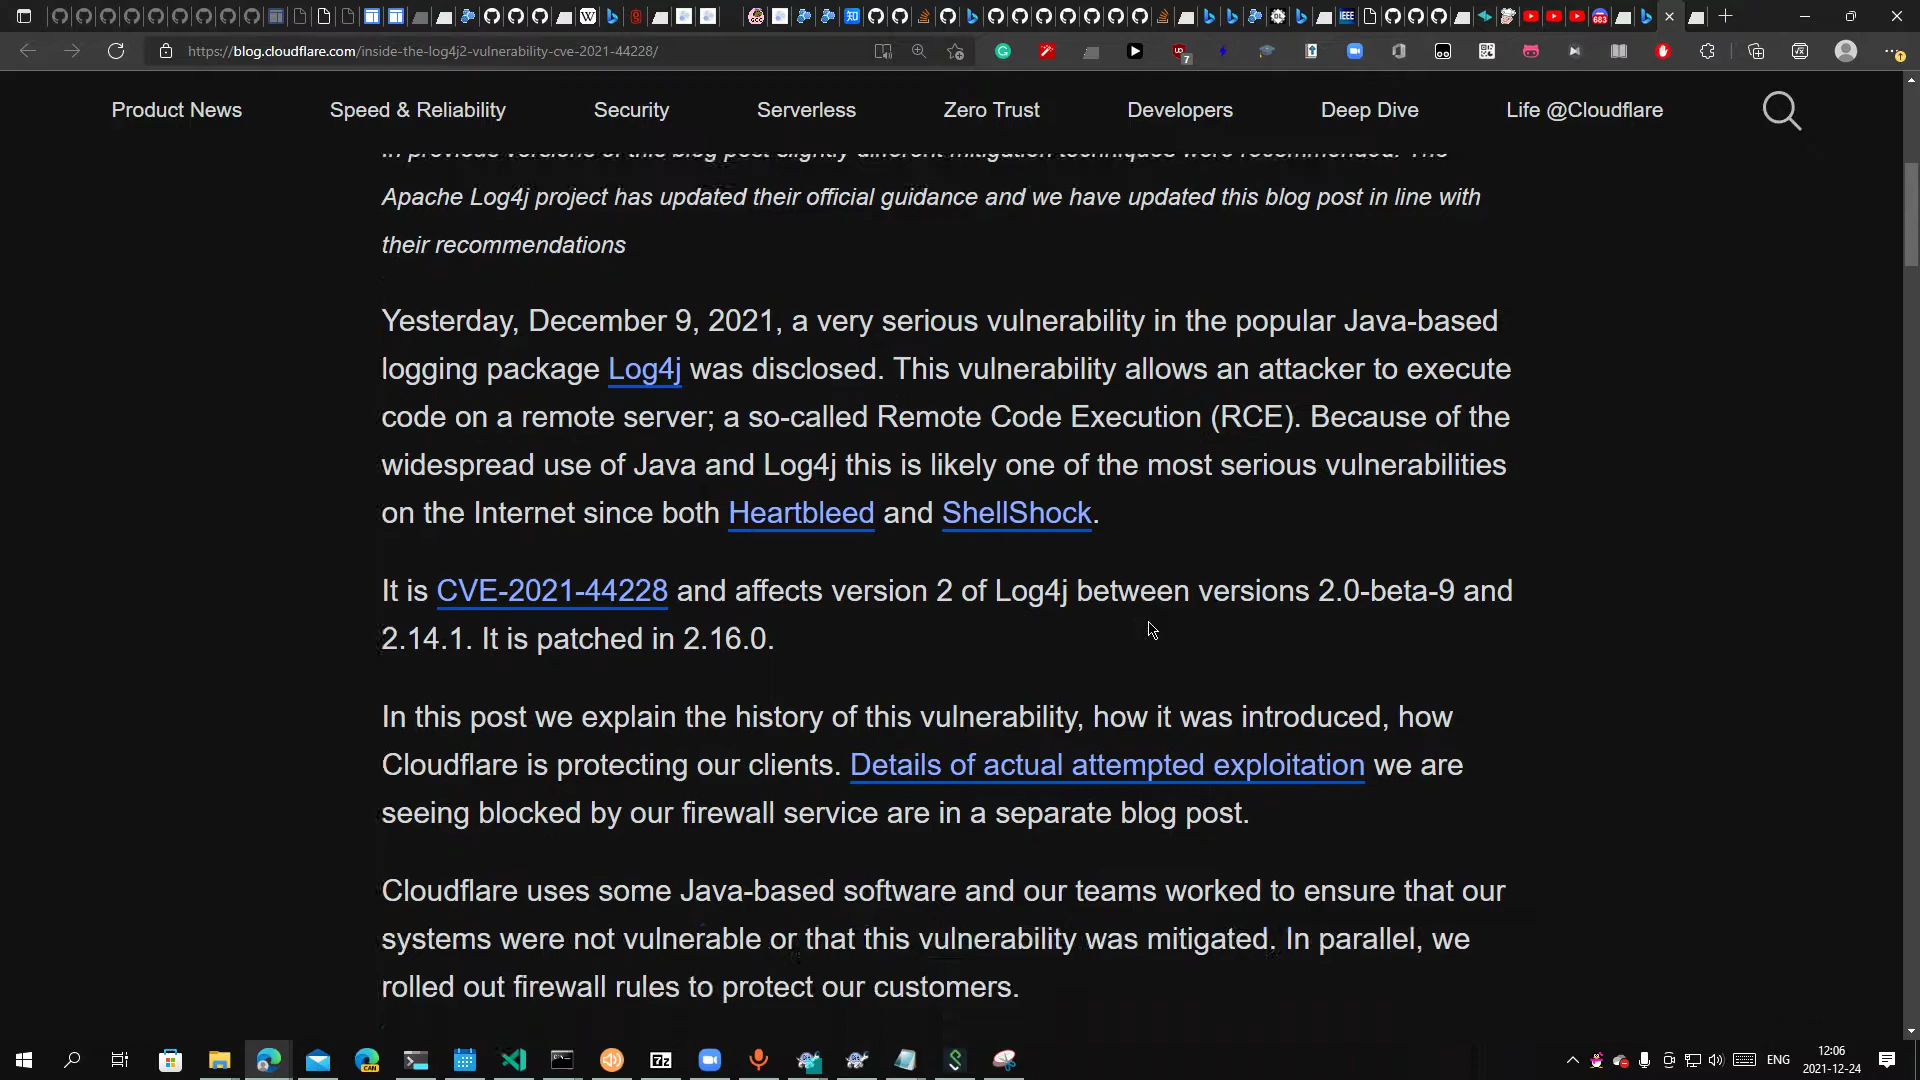 https://blog.cloudflare.com/inside-the-log4j2-vulnerability-cve-2021-44228/
Product News Speed & Reliability Security Serverless Zero Trust Developers Deep Dive Life @Cloudflare
In previous versions of this blog post slightly different mitigation techniques were recommended. The
Apache Log4j project has updated their official guidance and we have updated this blog post in line with
their recommendations
Yesterday, December 9, 2021, a very serious vulnerability in the popular Java-based
logging package Log4j was disclosed. This vulnerability allows an attacker to execute
code on a remote server; a so-called Remote Code Execution (RCE). Because of the
widespread use of Java and Log4j this is likely one of the most serious vulnerabilities
on the Internet since both Heartbleed and ShellShock.
It is CVE-2021-44228 and affects version 2 of Log4j between versions 2.0-beta-9 and
2.14.1. It is patched in 2.16.0.
In this post we explain the history of this vulnerability, how it was introduced, how
Cloudflare is protecting our clients. Details of actual attempted exploitation we are
seeing blocked by our firewall service are in a separate blog post.
Cloudflare uses some Java-based software and our teams worked to ensure that our
systems were not vulnerable or that this vulnerability was mitigated. In parallel, we
rolled out firewall rules to protect our customers.
ENG
12:06
2021-12-24